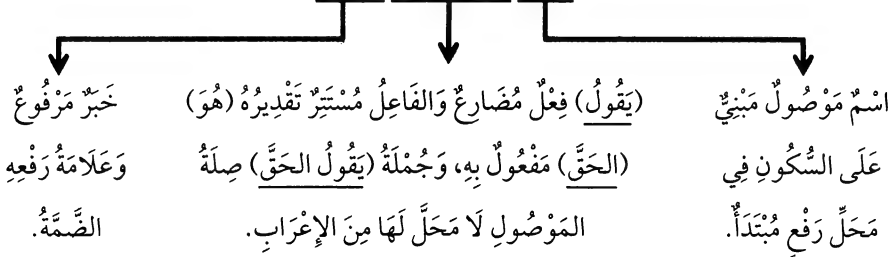 اسْمٌ مَوْصُولٌ مَبْنِيٌّ
عَلَى السُّكُونِ فِي
مَحَلِّ رَفْعٍ مُبْتَدَأٌ.
(يَقُولُ) فِعْلٌ مُضَارِعٌ وَالفَاعِلُ مُسْتَتِرٌ تَقْدِيرُهُ (هُوَ)
(الحَقَّ) مَفْعُولٌ بِهِ، وَجُمْلَةُ (يَقُولُ الحَقَّ) صِلَةُ
المَوْصُولِ لَا مَحَلَّ لَهَا مِنَ الإِعْرَابِ.
خَبَرٌ مَرْفُوعٌ
وَعَلَامَةُ رَفْعِهِ
الضَّمَّةُ.